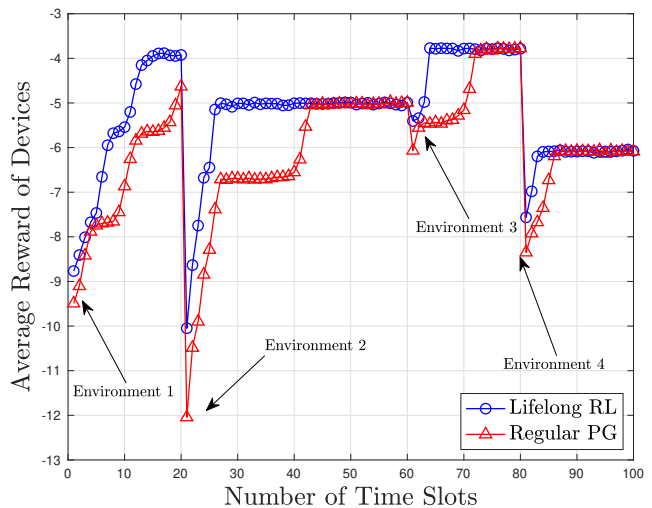 -3
-4
-5
-6
-7
-8
-9
-10
-11
-12
-13
Average Reward of Devices
Environment 3
Environment 2
Environment 4
Environment 1
Lifelong RL
Regular PG
0 10 20 30 40 50 60 70 80 90 100
Number of Time Slots